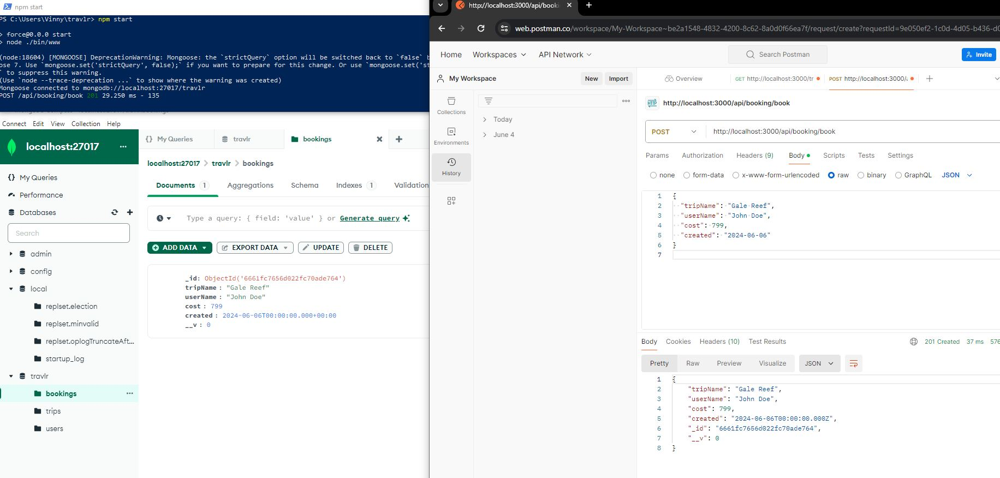 npm start
PS C:\Users\Vinny\travlr> npm start
> force@0.0.0 start
> node ./bin/www
(node:18604) [MONGOOSE] DeprecationWarning: Mongoose: the `strictQuery` option will be switched back to `false` b
ose 7. Use `mongoose.set('strictQuery', false);` if you want to prepare for this change. Or use `mongoose.set('st
` to suppress this warning.
(Use `node --trace-deprecation ...` to show where the warning was created)
Mongoose connected to mongodb://localhost:27017/travlr
POST /api/booking/book 201 29.250 ms - 135
Connect Edit View Collection Help
localhost:27017 ...
{} My Queries
Performance
Databases
Search
admin
config
local
replset.election
replset.minvalid
replset.oplogTruncateAft...
startup_log
travlr
bookings ...
trips
users
{} My Queries travlr bookings
localhost:27017 > travlr > bookings
Documents 1 Aggregations Schema Indexes 1 Validation
Type a query: { field: 'value' } or Generate query
ADD DATA EXPORT DATA UPDATE DELETE
_id: ObjectId('6661fc7656d022fc70ade764')
tripName : "Gale Reef"
userName : "John Doe"
cost : 799
created : 2024-06-06T00:00:00.000+00:00
__v : 0
http://localhost:3000/api/booki
web.postman.co/workspace/My-Workspace~be2a1548-4832-4200-8c62-8a0d0f66ea7f/request/create?requestId=9e050ef2-1c0d-4d05-b436-d0
Home Workspaces API Network Search Postman Invite
My Workspace New Import
Collections
Environments
History
Today
June 4
Overview GET http://localhost:3000/tr POST http://localhost:3000/
HTTP http://localhost:3000/api/booking/book
POST http://localhost:3000/api/booking/book
Params Authorization Headers (9) Body Scripts Tests Settings
none form-data x-www-form-urlencoded raw binary GraphQL JSON
1 {
2 "tripName": "Gale Reef",
3 "userName": "John Doe",
4 "cost": 799,
5 "created": "2024-06-06"
6 }
7
Body Cookies Headers (10) Test Results 201 Created 37 ms 576
Pretty Raw Preview Visualize JSON
1 {
2 "tripName": "Gale Reef",
3 "userName": "John Doe",
4 "cost": 799,
5 "created": "2024-06-06T00:00:00.000Z",
6 "_id": "6661fc7656d022fc70ade764",
7 "__v": 0
8 }